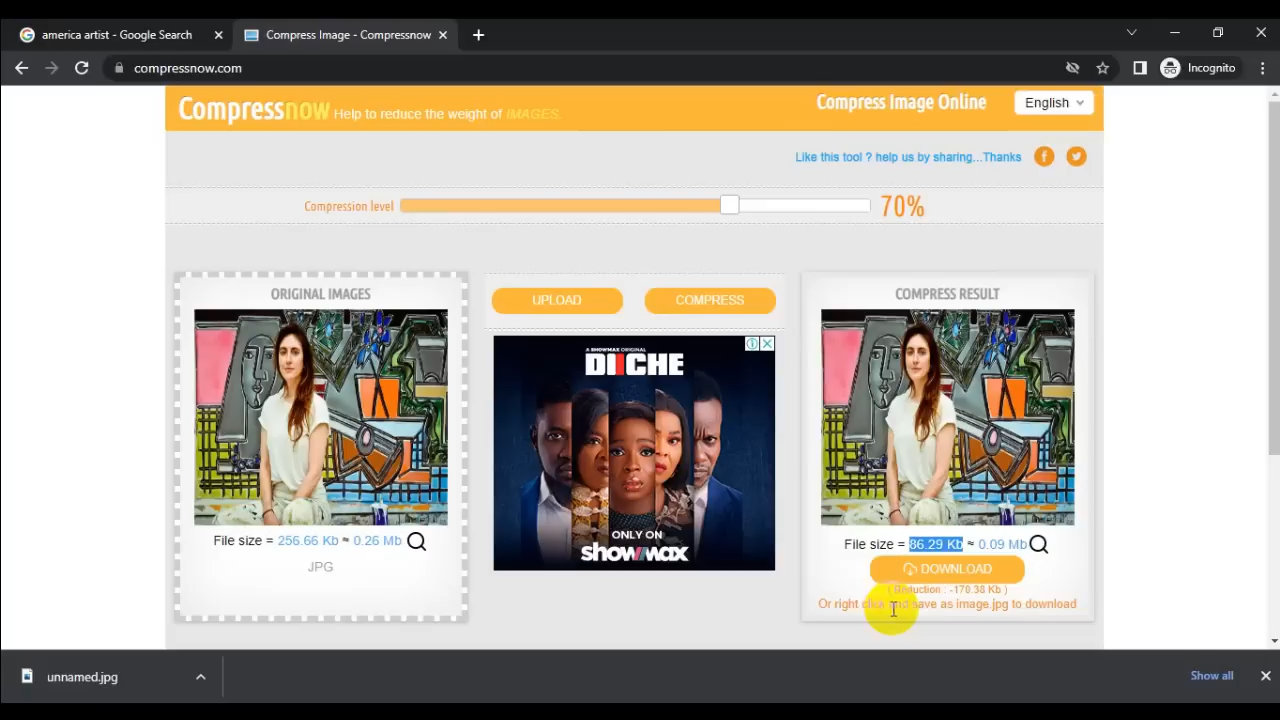 america artist - Google Search
Compress Image - Compressnow
compressnow.com
Incognito
Compressnow Help to reduce the weight of IMAGES.
Compress Image Online
English
Like this tool ? help us by sharing...Thanks
Compression level
70%
ORIGINAL IMAGES
File size = 256.66 Kb ≈ 0.26 Mb
JPG
UPLOAD
COMPRESS
A SHOWMAX ORIGINAL
DIICHE
ONLY ON
showmax
COMPRESS RESULT
File size = 86.29 Kb ≈ 0.09 Mb
DOWNLOAD
( Reduction : -170.38 Kb )
Or right click and save as image.jpg to download
unnamed.jpg
Show all